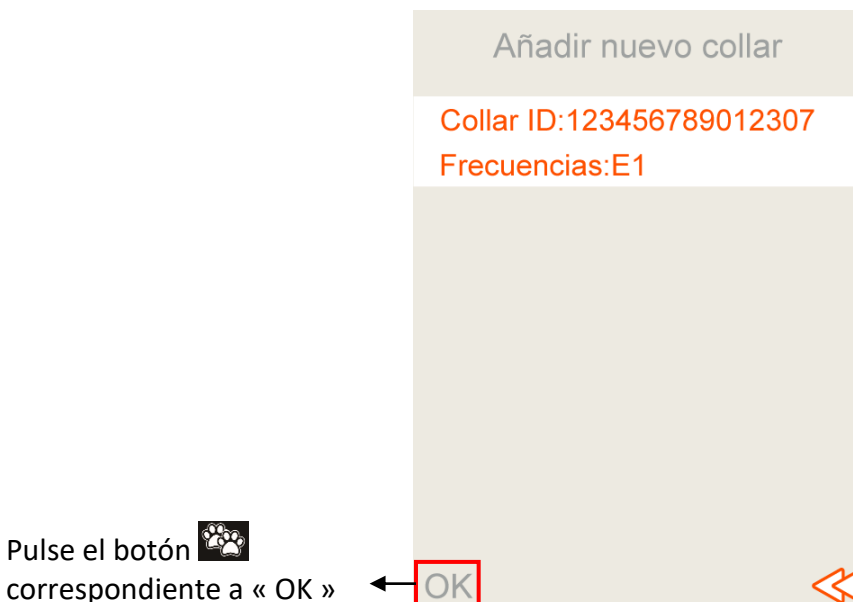 Añadir nuevo collar
Collar ID:123456789012307
Frecuencias:E1
Pulse el botón
correspondiente a « OK »
OK